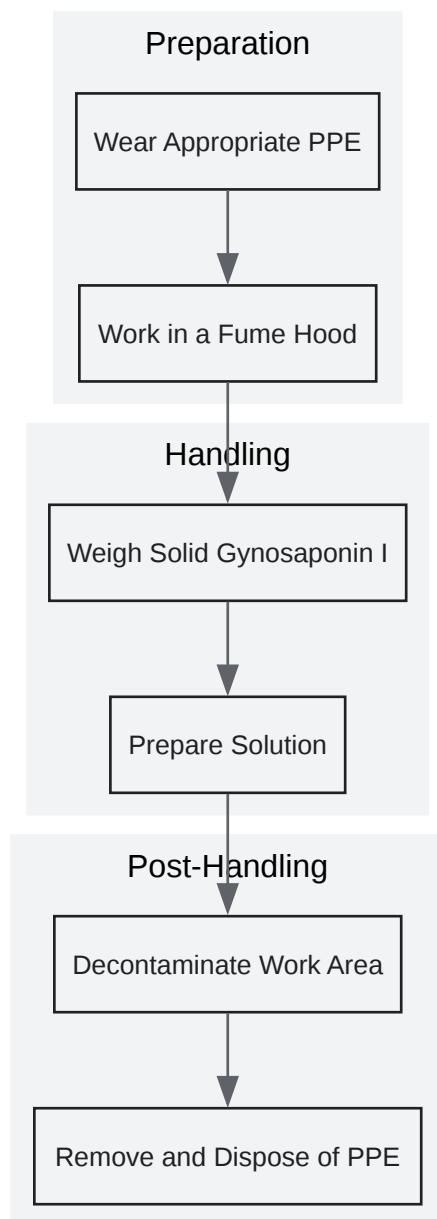 Preparation
Wear Appropriate PPE
Work in a Fume Hood
Handling
Weigh Solid Gynosaponin I
Prepare Solution
Post-Handling
Decontaminate Work Area
Remove and Dispose of PPE